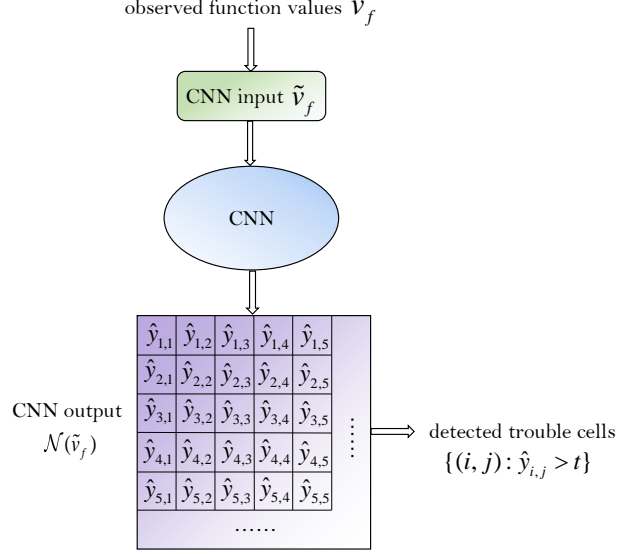 observed function values v_f
CNN input ṽ_f
CNN
ŷ_{1,1} ŷ_{1,2} ŷ_{1,3} ŷ_{1,4} ŷ_{1,5}
ŷ_{2,1} ŷ_{2,2} ŷ_{2,3} ŷ_{2,4} ŷ_{2,5}
ŷ_{3,1} ŷ_{3,2} ŷ_{3,3} ŷ_{3,4} ŷ_{3,5}
ŷ_{4,1} ŷ_{4,2} ŷ_{4,3} ŷ_{4,4} ŷ_{4,5}
ŷ_{5,1} ŷ_{5,2} ŷ_{5,3} ŷ_{5,4} ŷ_{5,5}
......
......
CNN output
𝒩(ṽ_f)
detected trouble cells
{(i, j): ŷ_{i,j} > t}